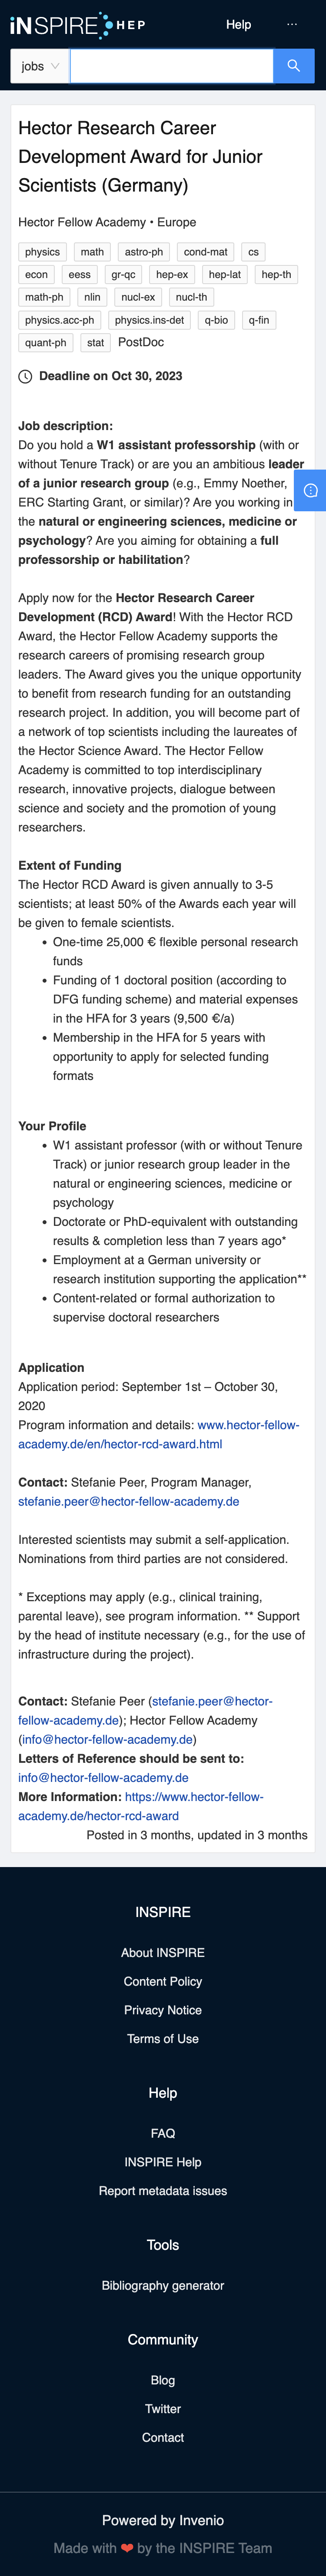 iNSPIRE HEP
Help
...
jobs
Hector Research Career
Development Award for Junior
Scientists (Germany)
Hector Fellow Academy • Europe
physics math astro-ph cond-mat cs
econ eess gr-qc hep-ex hep-lat hep-th
math-ph nlin nucl-ex nucl-th
physics.acc-ph physics.ins-det q-bio q-fin
quant-ph stat PostDoc
Deadline on Oct 30, 2023
Job description:
Do you hold a W1 assistant professorship (with or
without Tenure Track) or are you an ambitious leader
of a junior research group (e.g., Emmy Noether,
ERC Starting Grant, or similar)? Are you working in
the natural or engineering sciences, medicine or
psychology? Are you aiming for obtaining a full
professorship or habilitation?
Apply now for the Hector Research Career
Development (RCD) Award! With the Hector RCD
Award, the Hector Fellow Academy supports the
research careers of promising research group
leaders. The Award gives you the unique opportunity
to benefit from research funding for an outstanding
research project. In addition, you will become part of
a network of top scientists including the laureates of
the Hector Science Award. The Hector Fellow
Academy is committed to top interdisciplinary
research, innovative projects, dialogue between
science and society and the promotion of young
researchers.
Extent of Funding
The Hector RCD Award is given annually to 3-5
scientists; at least 50% of the Awards each year will
be given to female scientists.
• One-time 25,000 € flexible personal research
funds
• Funding of 1 doctoral position (according to
DFG funding scheme) and material expenses
in the HFA for 3 years (9,500 €/a)
• Membership in the HFA for 5 years with
opportunity to apply for selected funding
formats
Your Profile
• W1 assistant professor (with or without Tenure
Track) or junior research group leader in the
natural or engineering sciences, medicine or
psychology
• Doctorate or PhD-equivalent with outstanding
results & completion less than 7 years ago*
• Employment at a German university or
research institution supporting the application**
• Content-related or formal authorization to
supervise doctoral researchers
Application
Application period: September 1st – October 30,
2020
Program information and details: www.hector-fellow-
academy.de/en/hector-rcd-award.html
Contact: Stefanie Peer, Program Manager,
stefanie.peer@hector-fellow-academy.de
Interested scientists may submit a self-application.
Nominations from third parties are not considered.
* Exceptions may apply (e.g., clinical training,
parental leave), see program information. ** Support
by the head of institute necessary (e.g., for the use of
infrastructure during the project).
Contact: Stefanie Peer (stefanie.peer@hector-
fellow-academy.de); Hector Fellow Academy
(info@hector-fellow-academy.de)
Letters of Reference should be sent to:
info@hector-fellow-academy.de
More Information: https://www.hector-fellow-
academy.de/hector-rcd-award
Posted in 3 months, updated in 3 months
INSPIRE
About INSPIRE
Content Policy
Privacy Notice
Terms of Use
Help
FAQ
INSPIRE Help
Report metadata issues
Tools
Bibliography generator
Community
Blog
Twitter
Contact
Powered by Invenio
Made with ❤ by the INSPIRE Team